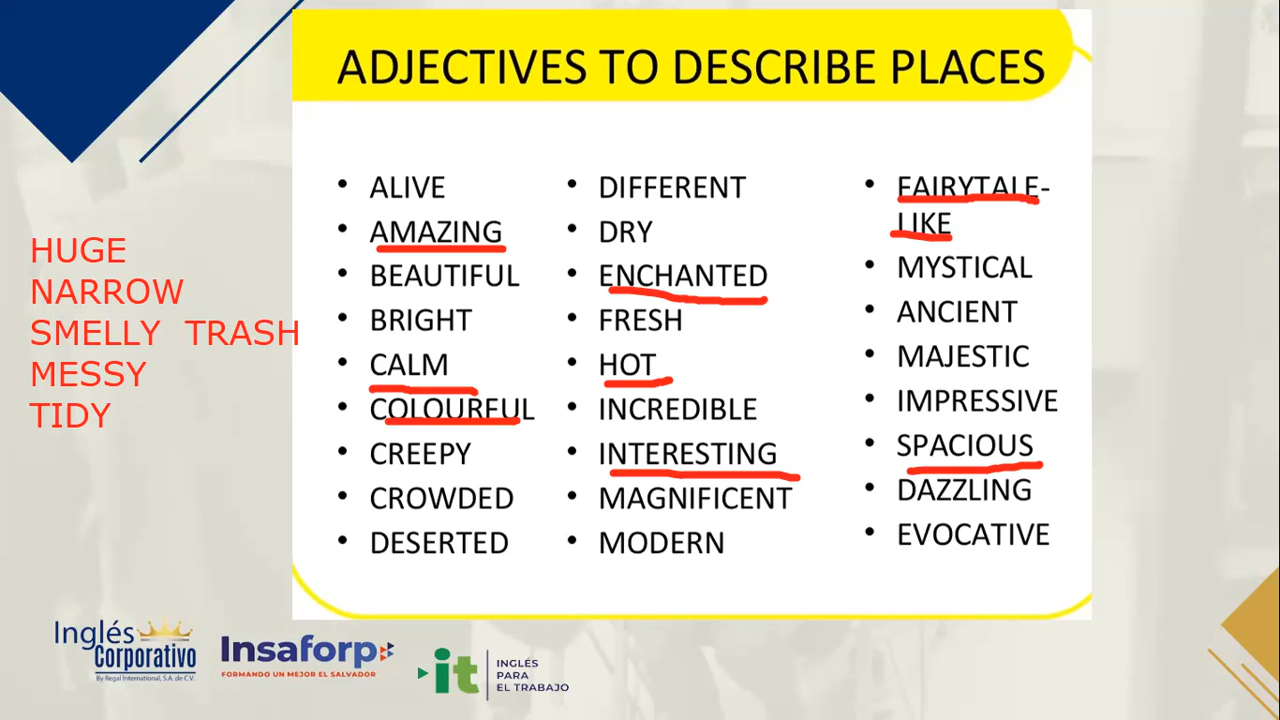 ADJECTIVES TO DESCRIBE PLACES
HUGE
NARROW
SMELLY TRASH
MESSY
TIDY
• ALIVE
• AMAZING
• BEAUTIFUL
• BRIGHT
• CALM
• COLOURFUL
• CREEPY
• CROWDED
• DESERTED
• DIFFERENT
• DRY
• ENCHANTED
• FRESH
• HOT
• INCREDIBLE
• INTERESTING
• MAGNIFICENT
• MODERN
• FAIRYTALE-
LIKE
• MYSTICAL
• ANCIENT
• MAJESTIC
• IMPRESSIVE
• SPACIOUS
• DAZZLING
• EVOCATIVE
Inglés
Corporativo
By Regal International, S.A. de C.V.
Insaforp
FORMANDO UN MEJOR EL SALVADOR
it
INGLÉS
PARA
EL TRABAJO